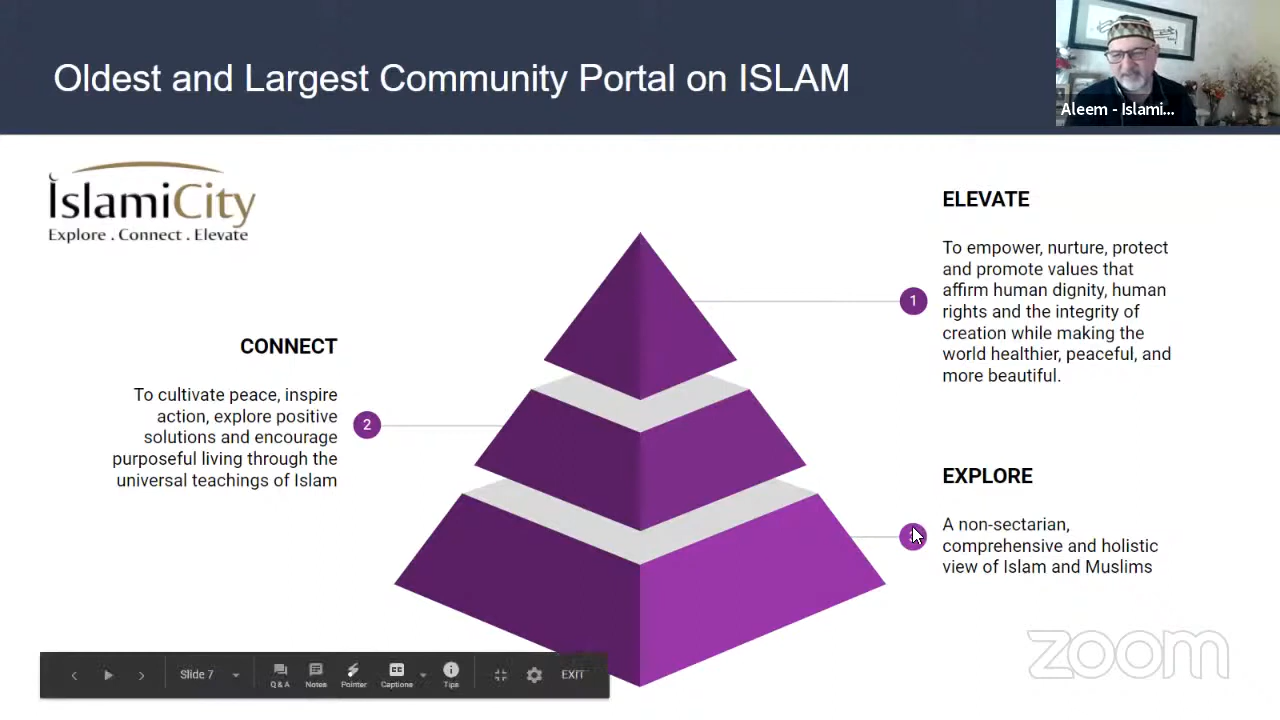 Oldest and Largest Community Portal on ISLAM
Aleem - Islami...
IslamiCity
Explore . Connect . Elevate
ELEVATE
To empower, nurture, protect
and promote values that
affirm human dignity, human
rights and the integrity of
creation while making the
world healthier, peaceful, and
more beautiful.
1
CONNECT
To cultivate peace, inspire
action, explore positive
solutions and encourage
purposeful living through the
universal teachings of Islam
2
EXPLORE
A non-sectarian,
comprehensive and holistic
view of Islam and Muslims
zoom
Slide 7
Q & A
Notes
Pointer
CC
Captions
Tips
EXIT